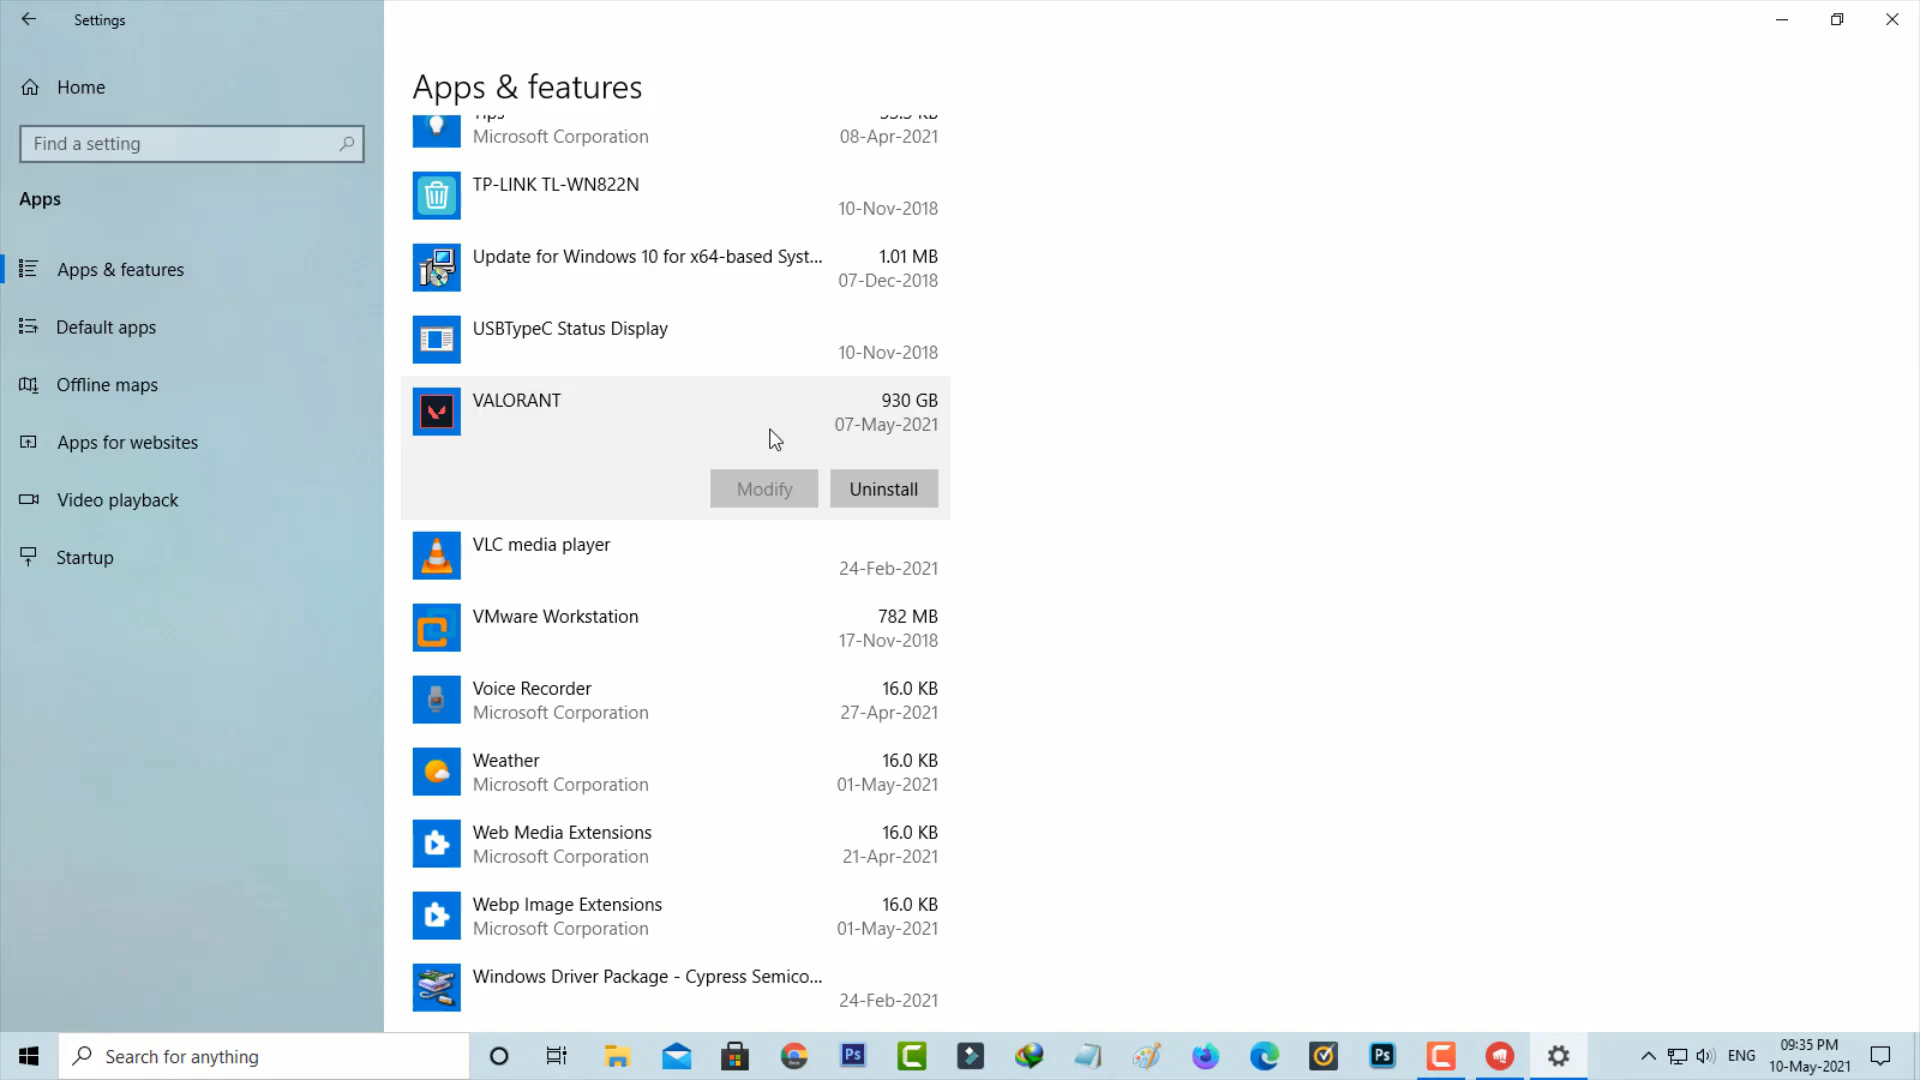 Settings
Home
Find a setting
Apps
Apps & features
Default apps
Offline maps
Apps for websites
Video playback
Startup
Apps & features
Tips
Microsoft Corporation 08-Apr-2021
TP-LINK TL-WN822N
10-Nov-2018
Update for Windows 10 for x64-based Syst... 1.01 MB
07-Dec-2018
USBTypeC Status Display
10-Nov-2018
VALORANT 930 GB
07-May-2021
Modify Uninstall
VLC media player
24-Feb-2021
VMware Workstation 782 MB
17-Nov-2018
Voice Recorder 16.0 KB
Microsoft Corporation 27-Apr-2021
Weather 16.0 KB
Microsoft Corporation 01-May-2021
Web Media Extensions 16.0 KB
Microsoft Corporation 21-Apr-2021
Webp Image Extensions 16.0 KB
Microsoft Corporation 01-May-2021
Windows Driver Package - Cypress Semico...
24-Feb-2021
Search for anything
Ps
Ps
ENG
09:35 PM
10-May-2021